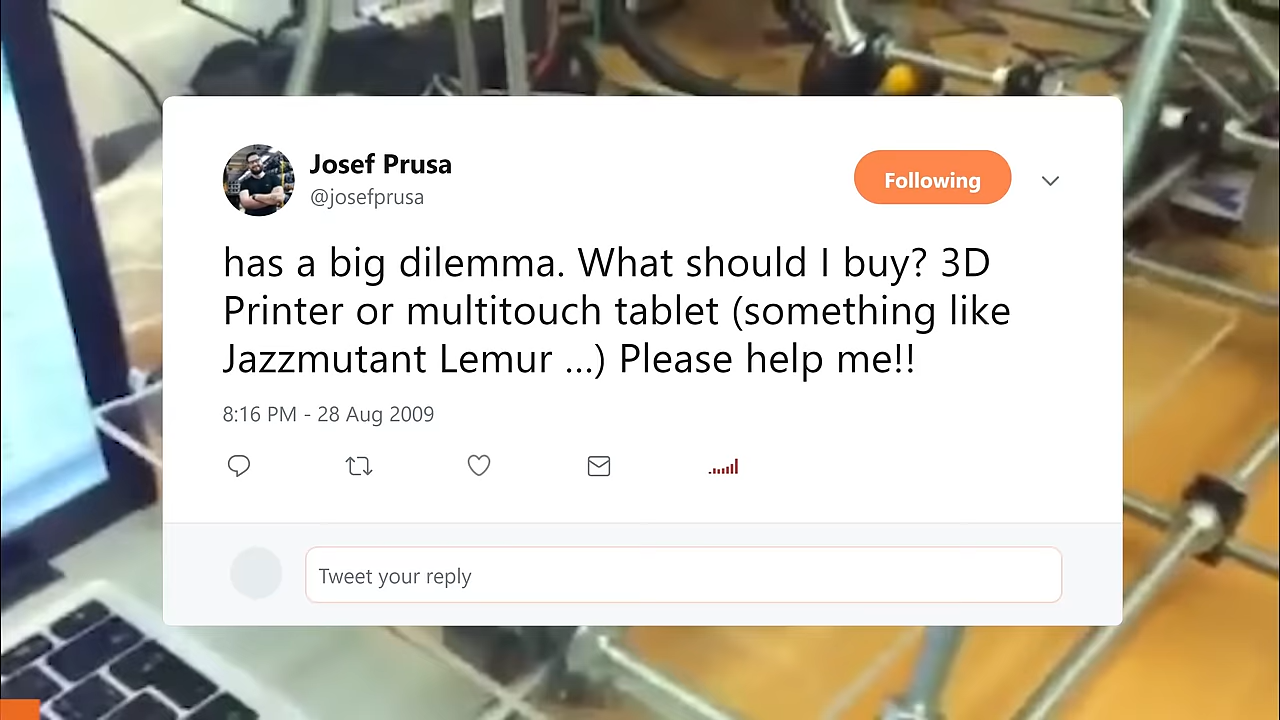 Josef Prusa
@josefprusa
Following
has a big dilemma. What should I buy? 3D
Printer or multitouch tablet (something like
Jazzmutant Lemur ...) Please help me!!
8:16 PM - 28 Aug 2009
Tweet your reply